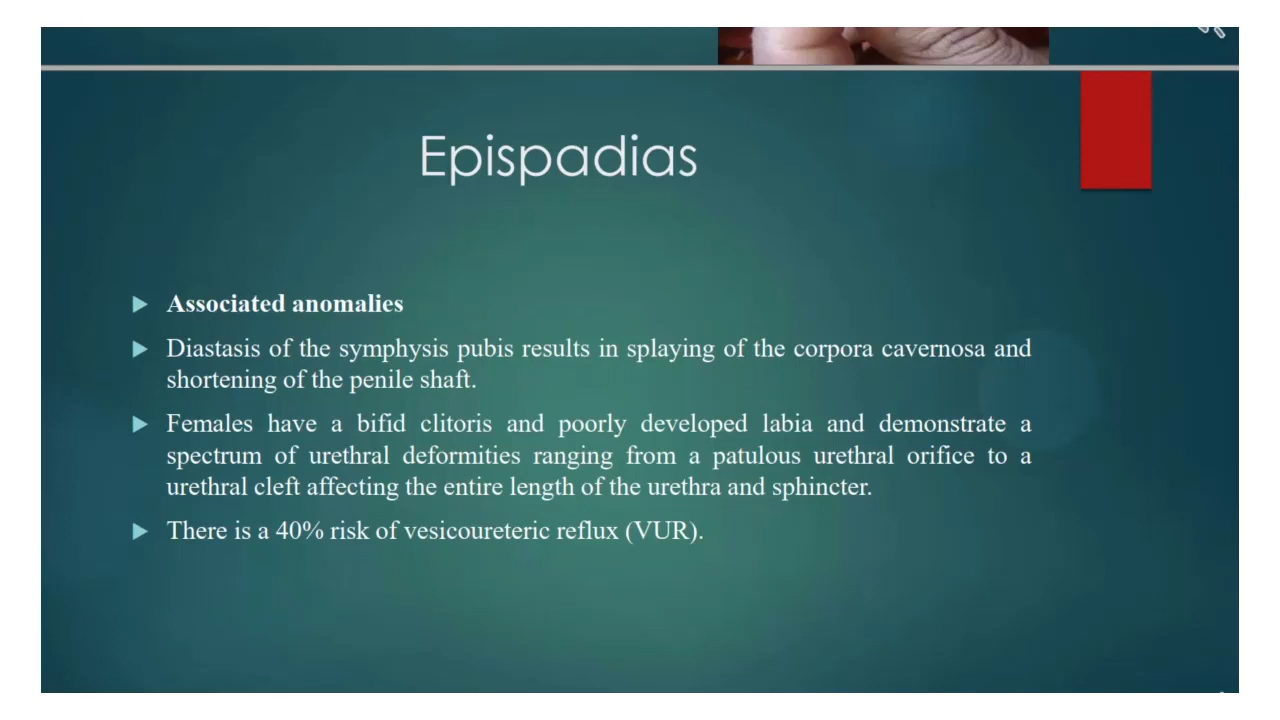 Epispadias
Associated anomalies
Diastasis of the symphysis pubis results in splaying of the corpora cavernosa and
shortening of the penile shaft.
Females have a bifid clitoris and poorly developed labia and demonstrate a
spectrum of urethral deformities ranging from a patulous urethral orifice to a
urethral cleft affecting the entire length of the urethra and sphincter.
There is a 40% risk of vesicoureteric reflux (VUR).